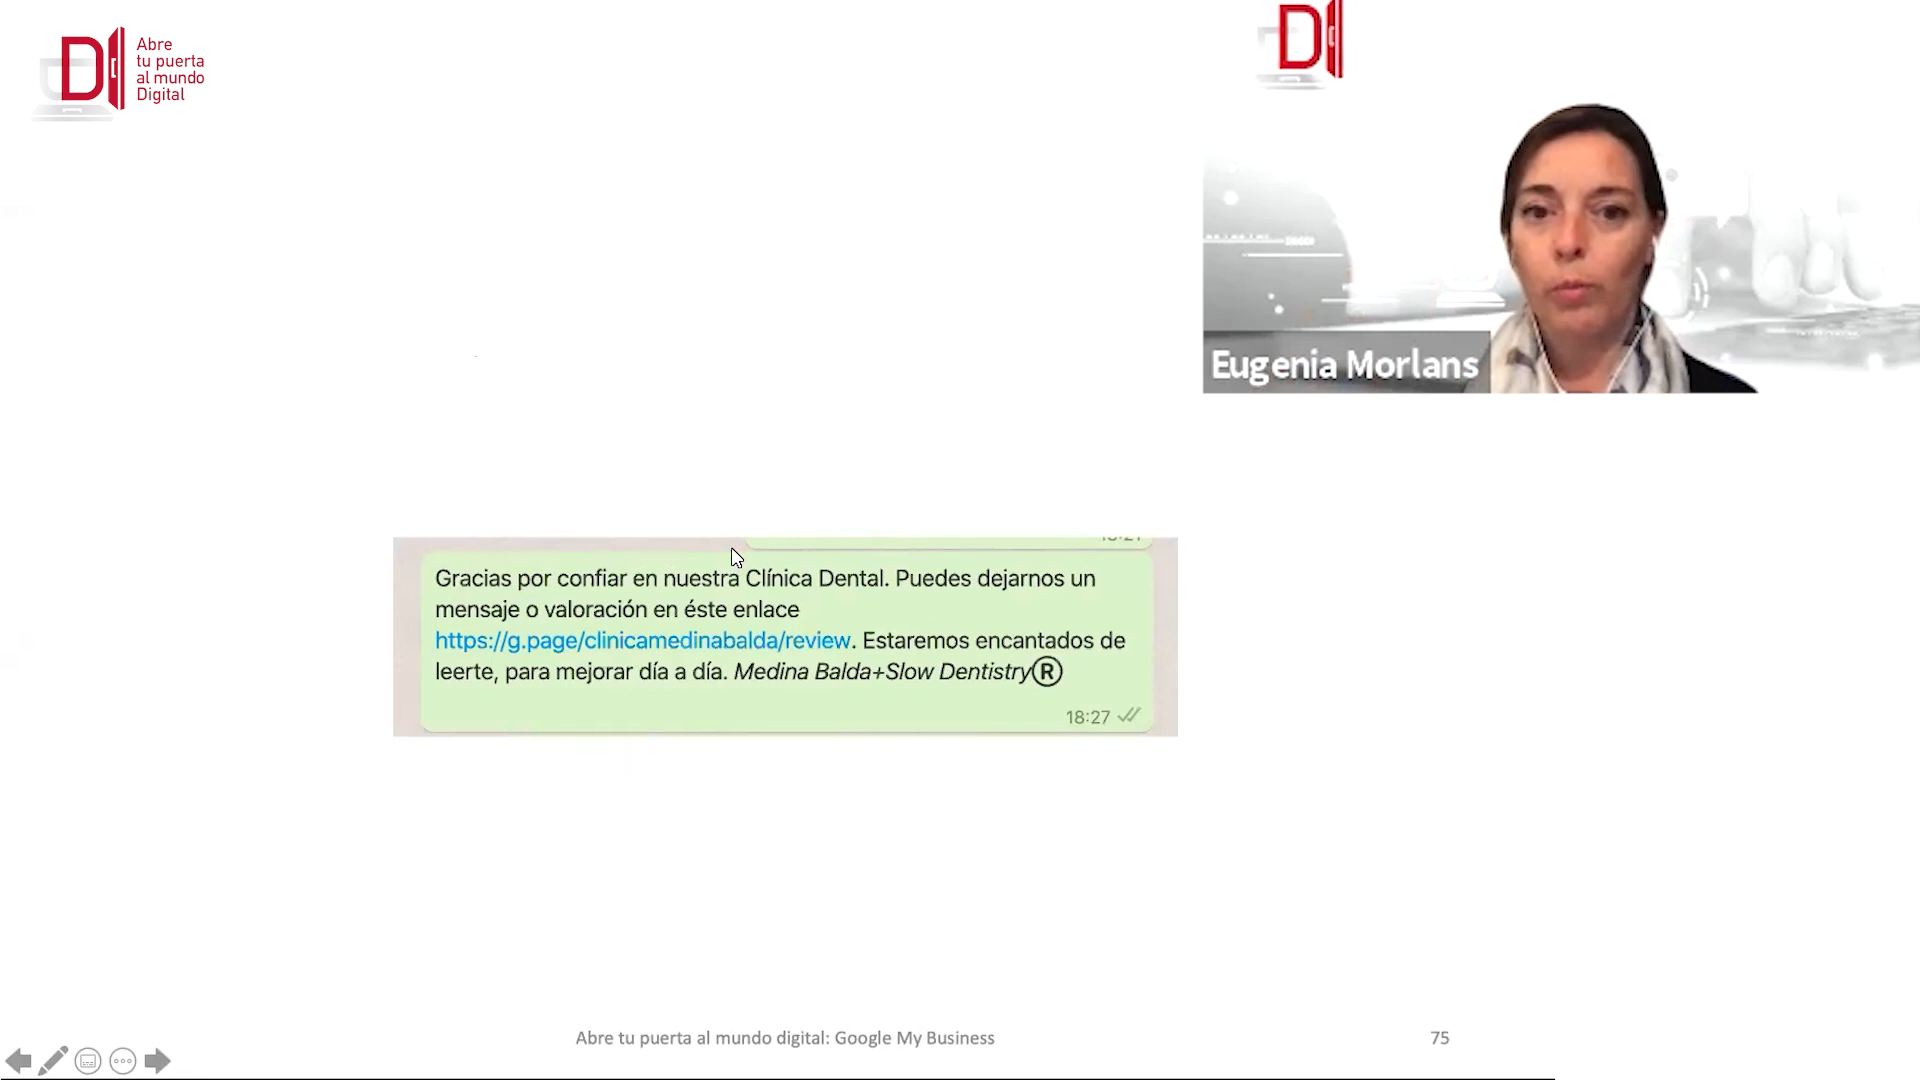 Abre
tu puerta
al mundo
Digital
Eugenia Morlans
Gracias por confiar en nuestra Clínica Dental. Puedes dejarnos un
mensaje o valoración en éste enlace
https://g.page/clinicamedinabalda/review. Estaremos encantados de
leerte, para mejorar día a día. Medina Balda+Slow Dentistry®
18:27
Abre tu puerta al mundo digital: Google My Business
75